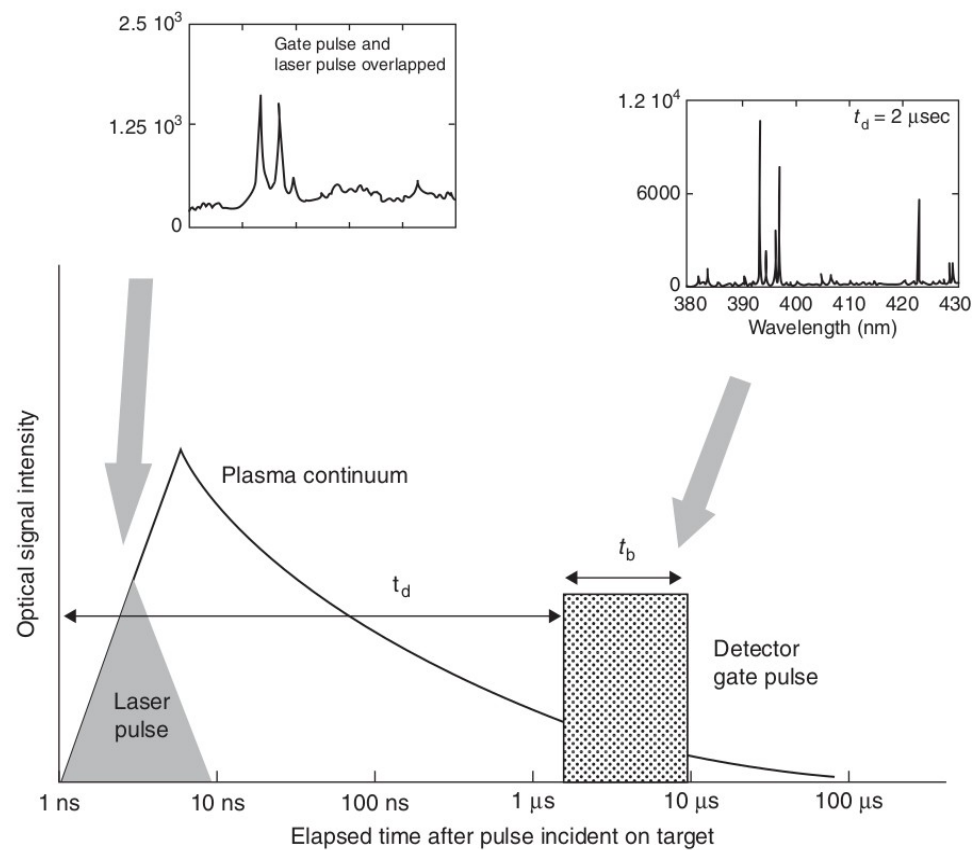 2.5 10³
Gate pulse and
laser pulse overlapped
1.25 10³
0
1.2 10⁴
t_d = 2 μsec
6000
0
380 390 400 410 420 430
Wavelength (nm)
Optical signal intensity
Plasma continuum
t_d
t_b
Detector
gate pulse
Laser
pulse
1 ns 10 ns 100 ns 1 μs 10 μs 100 μs
Elapsed time after pulse incident on target